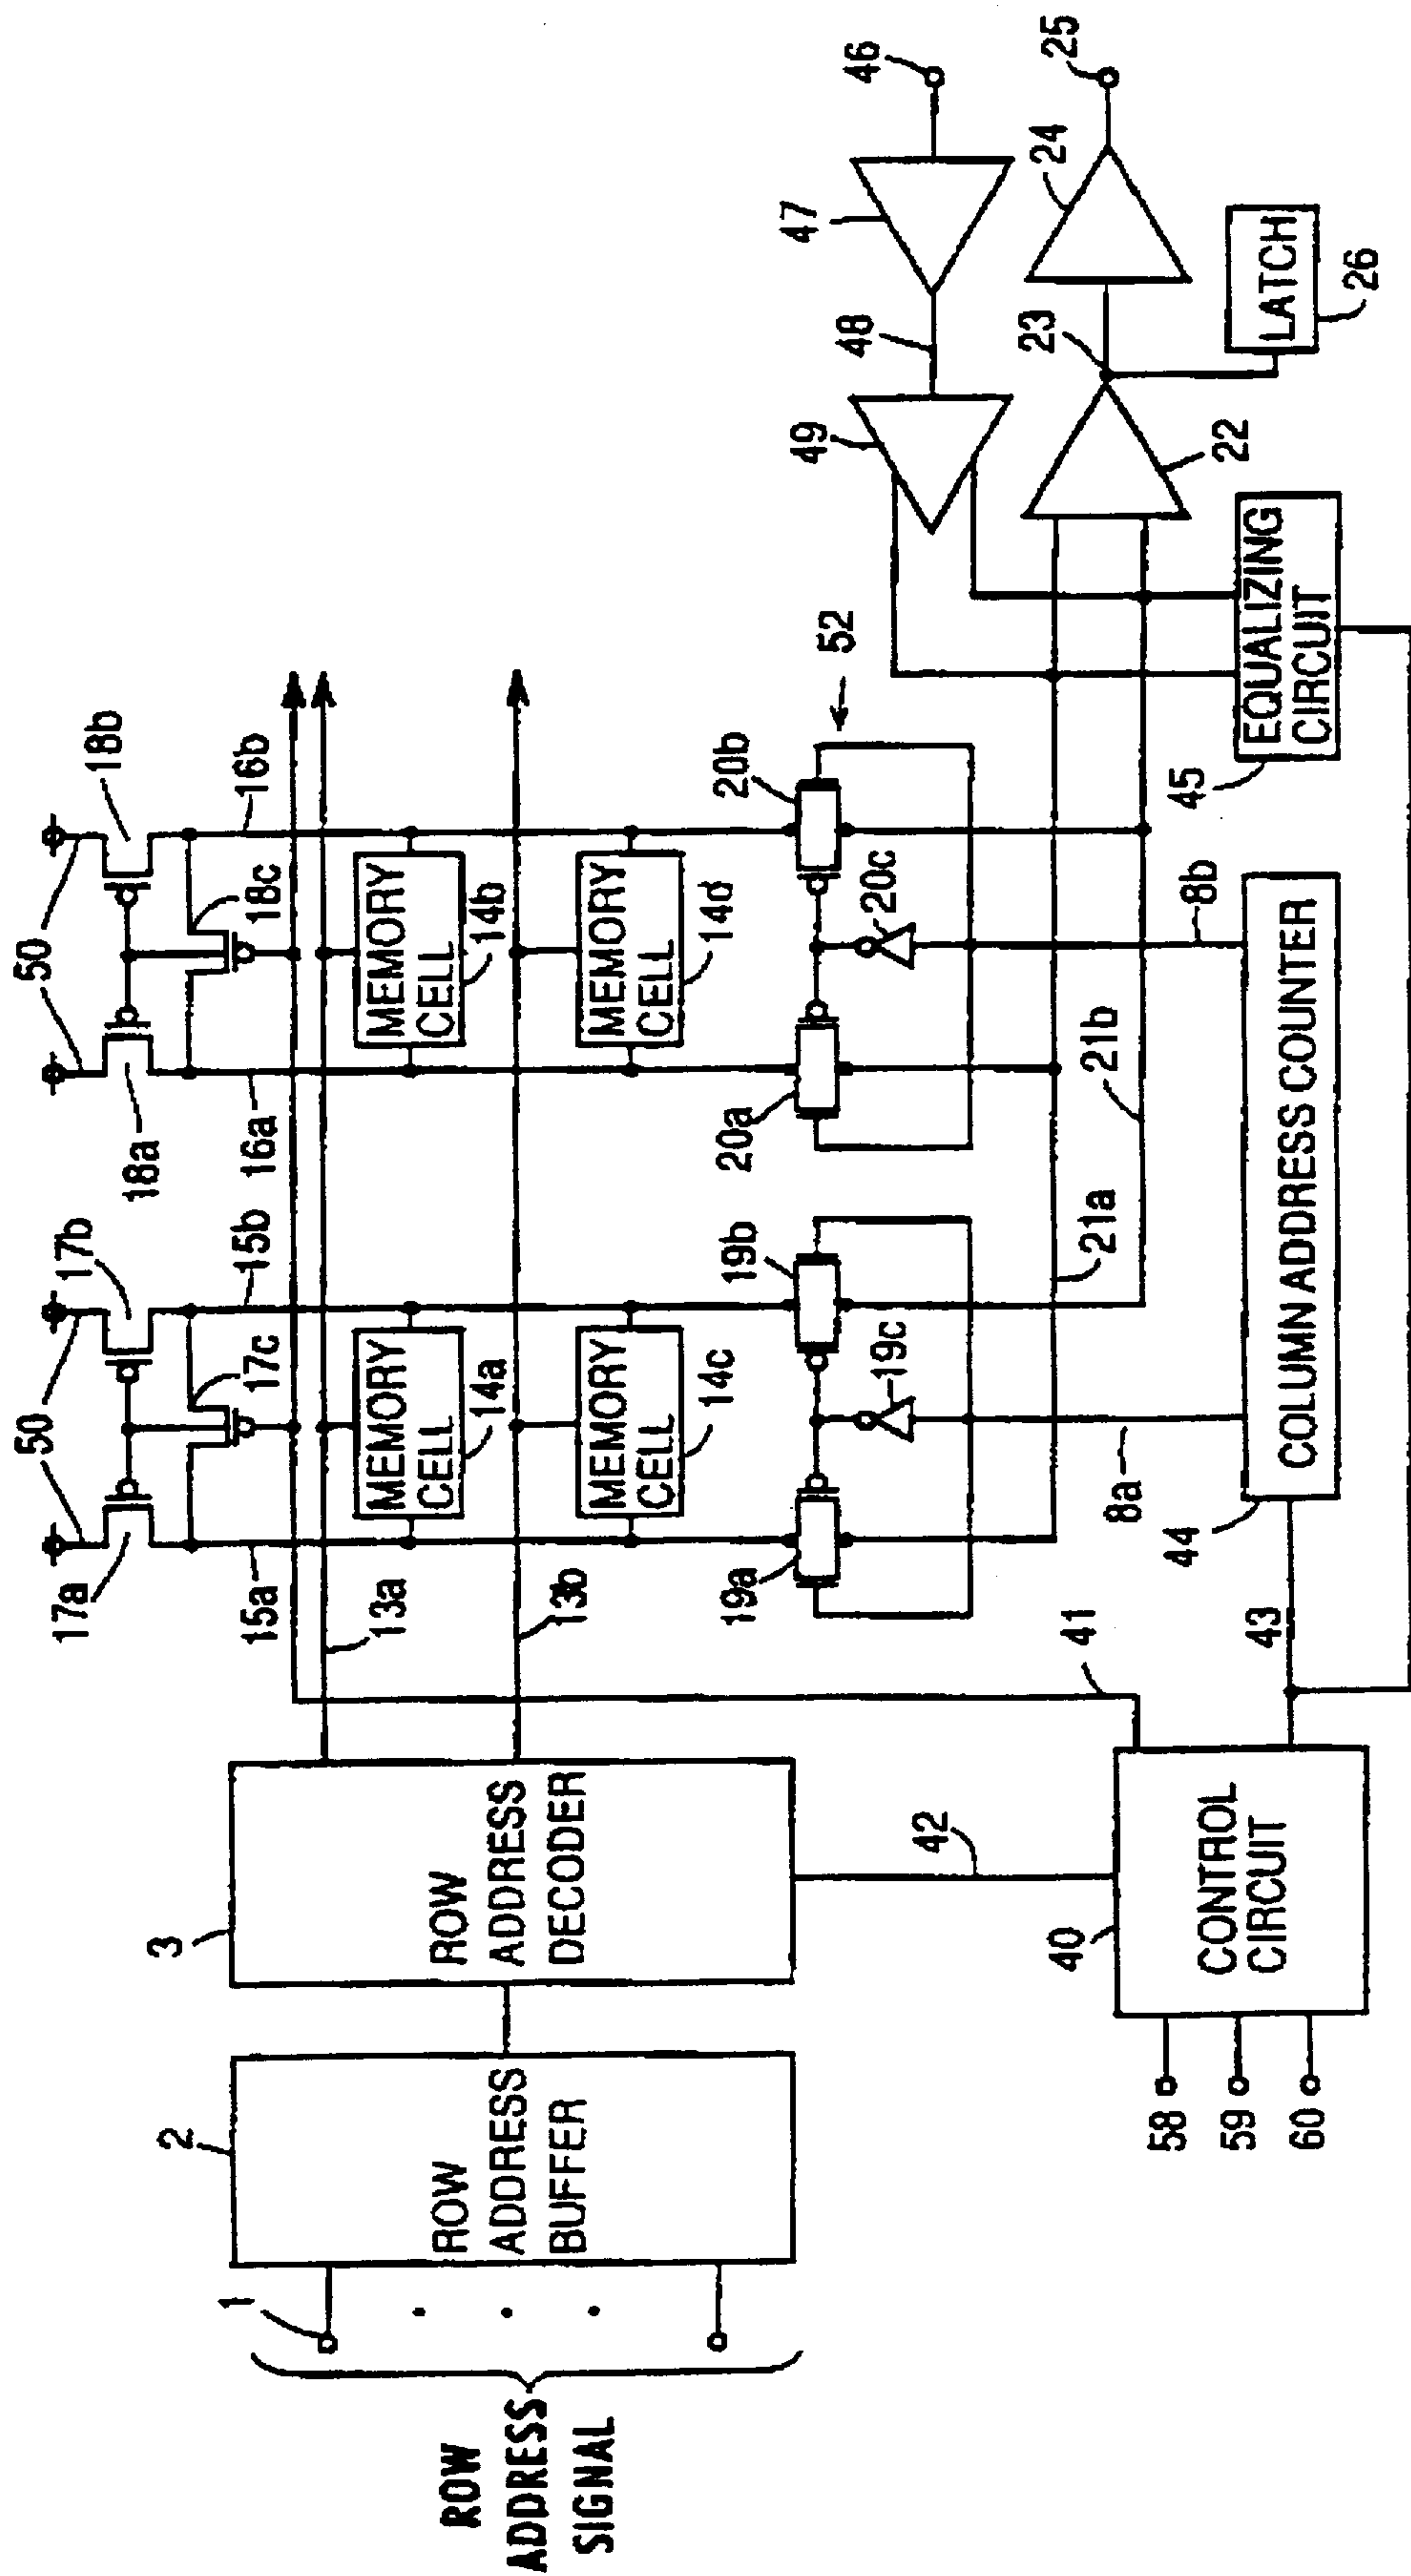 ROW
ADDRESS
SIGNAL
1
2
ROW
ADDRESS
BUFFER
3
ROW
ADDRESS
DECODER
58
59
60
40
CONTROL
CIRCUIT
41
42
43
13a
13b
50
17a
17b
17c
15a
15b
MEMORY
CELL
14a
MEMORY
CELL
14c
19a
19b
19c
8a
50
18a
18b
18c
16a
16b
MEMORY
CELL
14b
MEMORY
CELL
14d
20a
20b
20c
8b
52
21a
21b
44
COLUMN ADDRESS COUNTER
45
EQUALIZING
CIRCUIT
49
48
47
46
22
23
24
25
LATCH
26